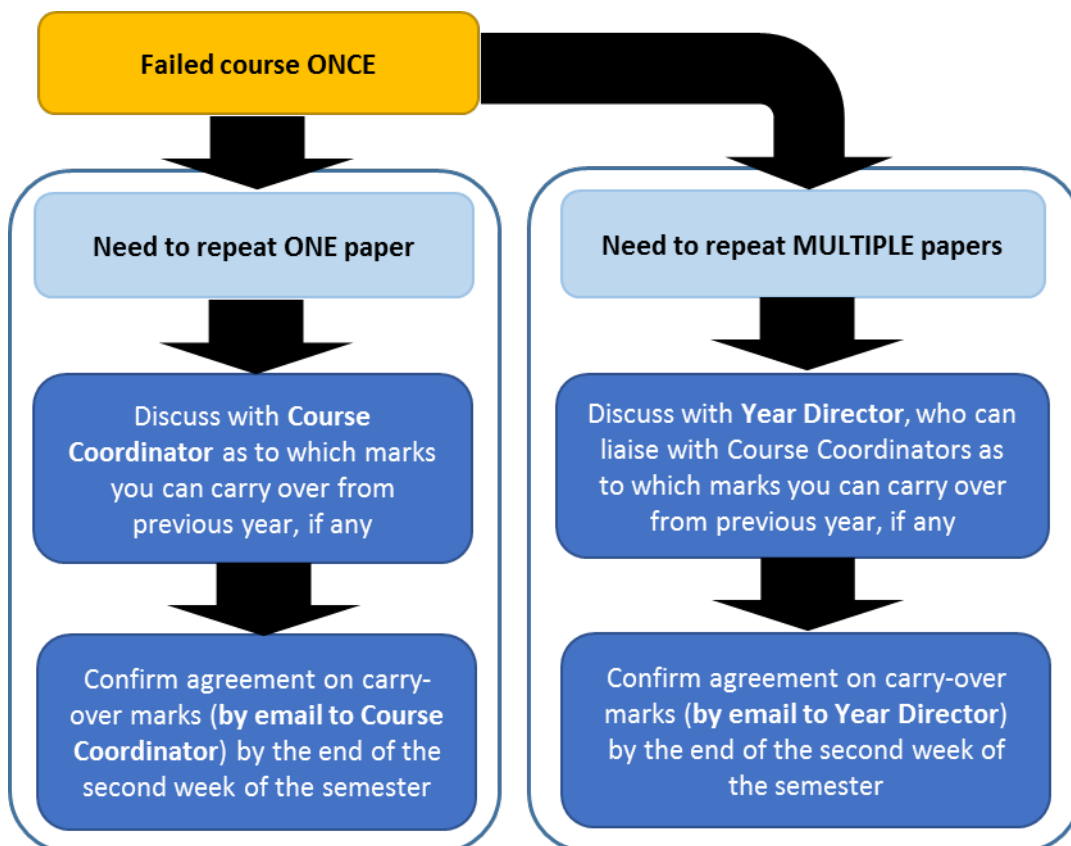 Failed course ONCE
Need to repeat ONE paper
Discuss with Course
Coordinator as to which marks
you can carry over from
previous year, if any
Confirm agreement on carry-
over marks (by email to Course
Coordinator) by the end of the
second week of the semester
Need to repeat MULTIPLE papers
Discuss with Year Director, who can
liaise with Course Coordinators as
to which marks you can carry over
from previous year, if any
Confirm agreement on carry-over
marks (by email to Year Director)
by the end of the second week of
the semester